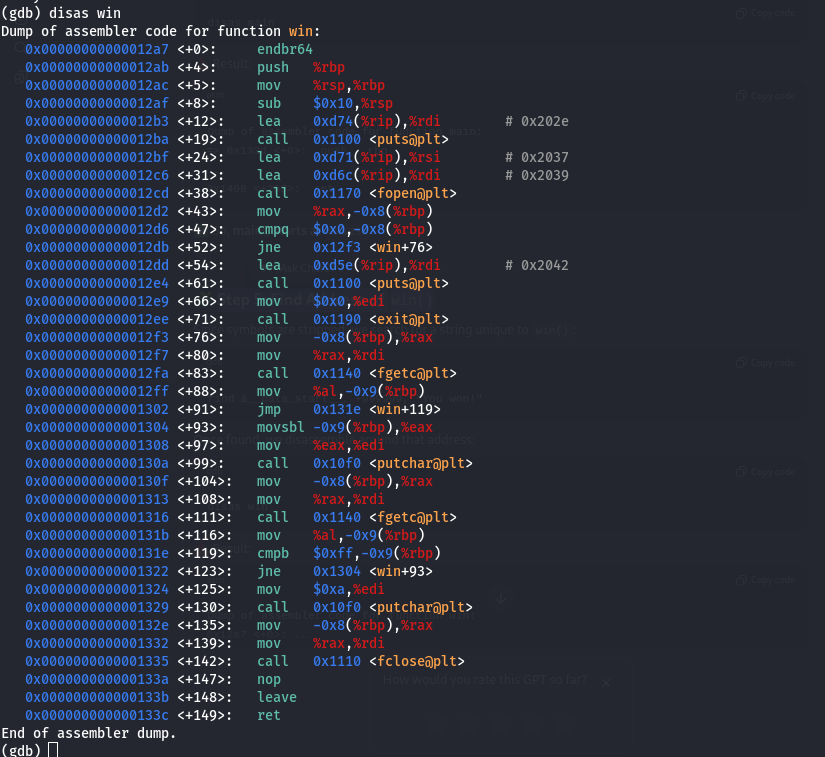 (gdb) disas win
Dump of assembler code for function win:
   0x00000000000012a7 <+0>:     endbr64
   0x00000000000012ab <+4>:     push   %rbp
   0x00000000000012ac <+5>:     mov    %rsp,%rbp
   0x00000000000012af <+8>:     sub    $0x10,%rsp
   0x00000000000012b3 <+12>:    lea    0xd74(%rip),%rdi        # 0x202e
   0x00000000000012ba <+19>:    call   0x1100 <puts@plt>
   0x00000000000012bf <+24>:    lea    0xd71(%rip),%rsi        # 0x2037
   0x00000000000012c6 <+31>:    lea    0xd6c(%rip),%rdi        # 0x2039
   0x00000000000012cd <+38>:    call   0x1170 <fopen@plt>
   0x00000000000012d2 <+43>:    mov    %rax,-0x8(%rbp)
   0x00000000000012d6 <+47>:    cmpq   $0x0,-0x8(%rbp)
   0x00000000000012db <+52>:    jne    0x12f3 <win+76>
   0x00000000000012dd <+54>:    lea    0xd5e(%rip),%rdi        # 0x2042
   0x00000000000012e4 <+61>:    call   0x1100 <puts@plt>
   0x00000000000012e9 <+66>:    mov    $0x0,%edi
   0x00000000000012ee <+71>:    call   0x1190 <exit@plt>
   0x00000000000012f3 <+76>:    mov    -0x8(%rbp),%rax
   0x00000000000012f7 <+80>:    mov    %rax,%rdi
   0x00000000000012fa <+83>:    call   0x1140 <fgetc@plt>
   0x00000000000012ff <+88>:    mov    %al,-0x9(%rbp)
   0x0000000000001302 <+91>:    jmp    0x131e <win+119>
   0x0000000000001304 <+93>:    movsbl -0x9(%rbp),%eax
   0x0000000000001308 <+97>:    mov    %eax,%edi
   0x000000000000130a <+99>:    call   0x10f0 <putchar@plt>
   0x000000000000130f <+104>:   mov    -0x8(%rbp),%rax
   0x0000000000001313 <+108>:   mov    %rax,%rdi
   0x0000000000001316 <+111>:   call   0x1140 <fgetc@plt>
   0x000000000000131b <+116>:   mov    %al,-0x9(%rbp)
   0x000000000000131e <+119>:   cmpb   $0xff,-0x9(%rbp)
   0x0000000000001322 <+123>:   jne    0x1304 <win+93>
   0x0000000000001324 <+125>:   mov    $0xa,%edi
   0x0000000000001329 <+130>:   call   0x10f0 <putchar@plt>
   0x000000000000132e <+135>:   mov    -0x8(%rbp),%rax
   0x0000000000001332 <+139>:   mov    %rax,%rdi
   0x0000000000001335 <+142>:   call   0x1110 <fclose@plt>
   0x000000000000133a <+147>:   nop
   0x000000000000133b <+148>:   leave
   0x000000000000133c <+149>:   ret
End of assembler dump.
(gdb)
How would you rate this GPT so far?